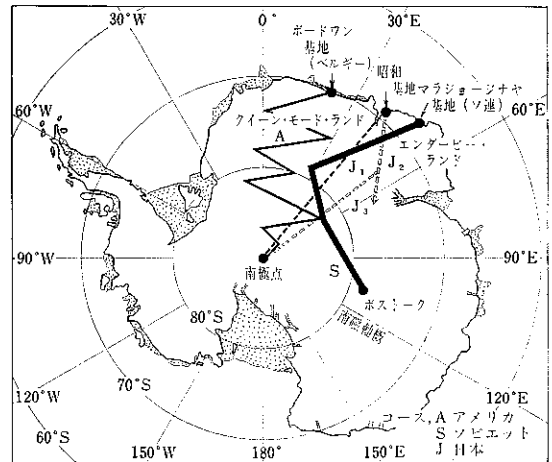 30°W
0°
30°E
ボードワン
基地
(ベルギー)
昭和
基地マラジョージナヤ
基地(ソ連)
60°W
60°E
クイーン・モード・ランド
エンダービー・
ランド
A
J₁
J₂
J₃
90°W
90°E
南極点
S
ボストーク
80°S
70°S
60°S
120°W
120°E
150°W
180°
150°E
コース, A アメリカ
S ソビエット
J 日本